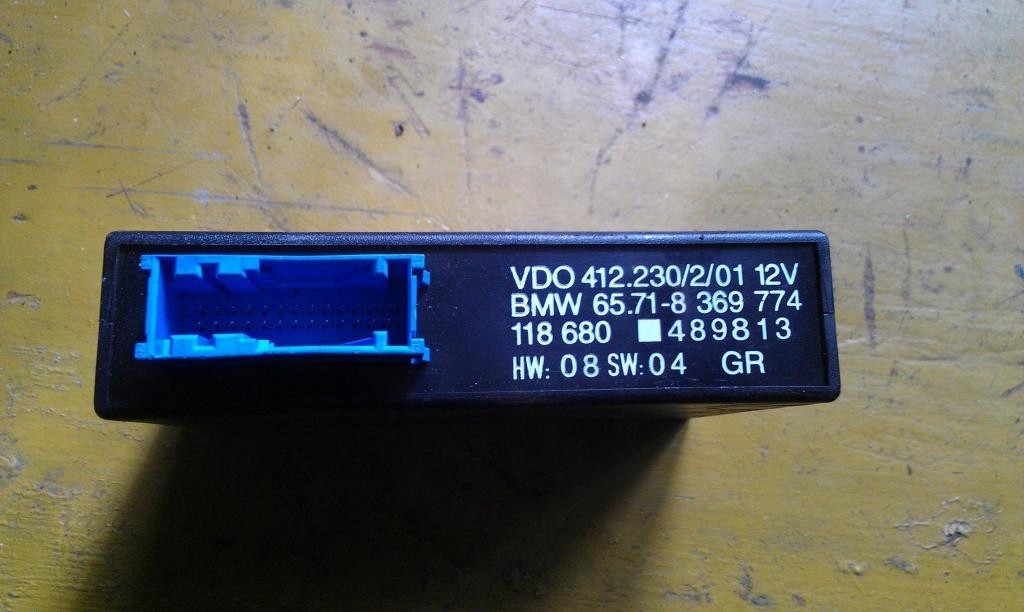 VDO 412.230/2/01 12V
BMW 65.71-8 369 774
118 680 489813
HW: 08 SW: 04 GR